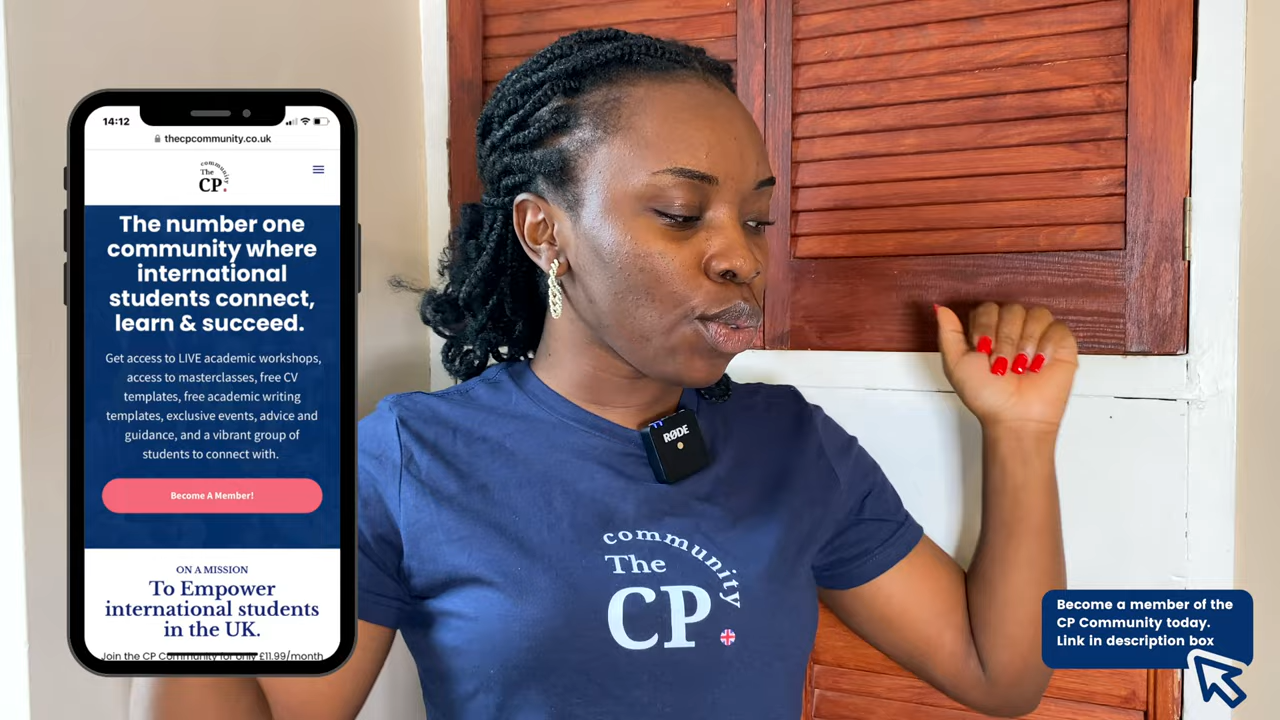 14:12
thecpcommunity.co.uk
community
The
CP.
The number one
community where
international
students connect,
learn & succeed.
Get access to LIVE academic workshops,
access to masterclasses, free CV
templates, free academic writing
templates, exclusive events, advice and
guidance, and a vibrant group of
students to connect with.
Become A Member!
ON A MISSION
To Empower
international students
in the UK.
Join the CP Community for only £11.99/month
RØDE
community
The
CP.
Become a member of the
CP Community today.
Link in description box